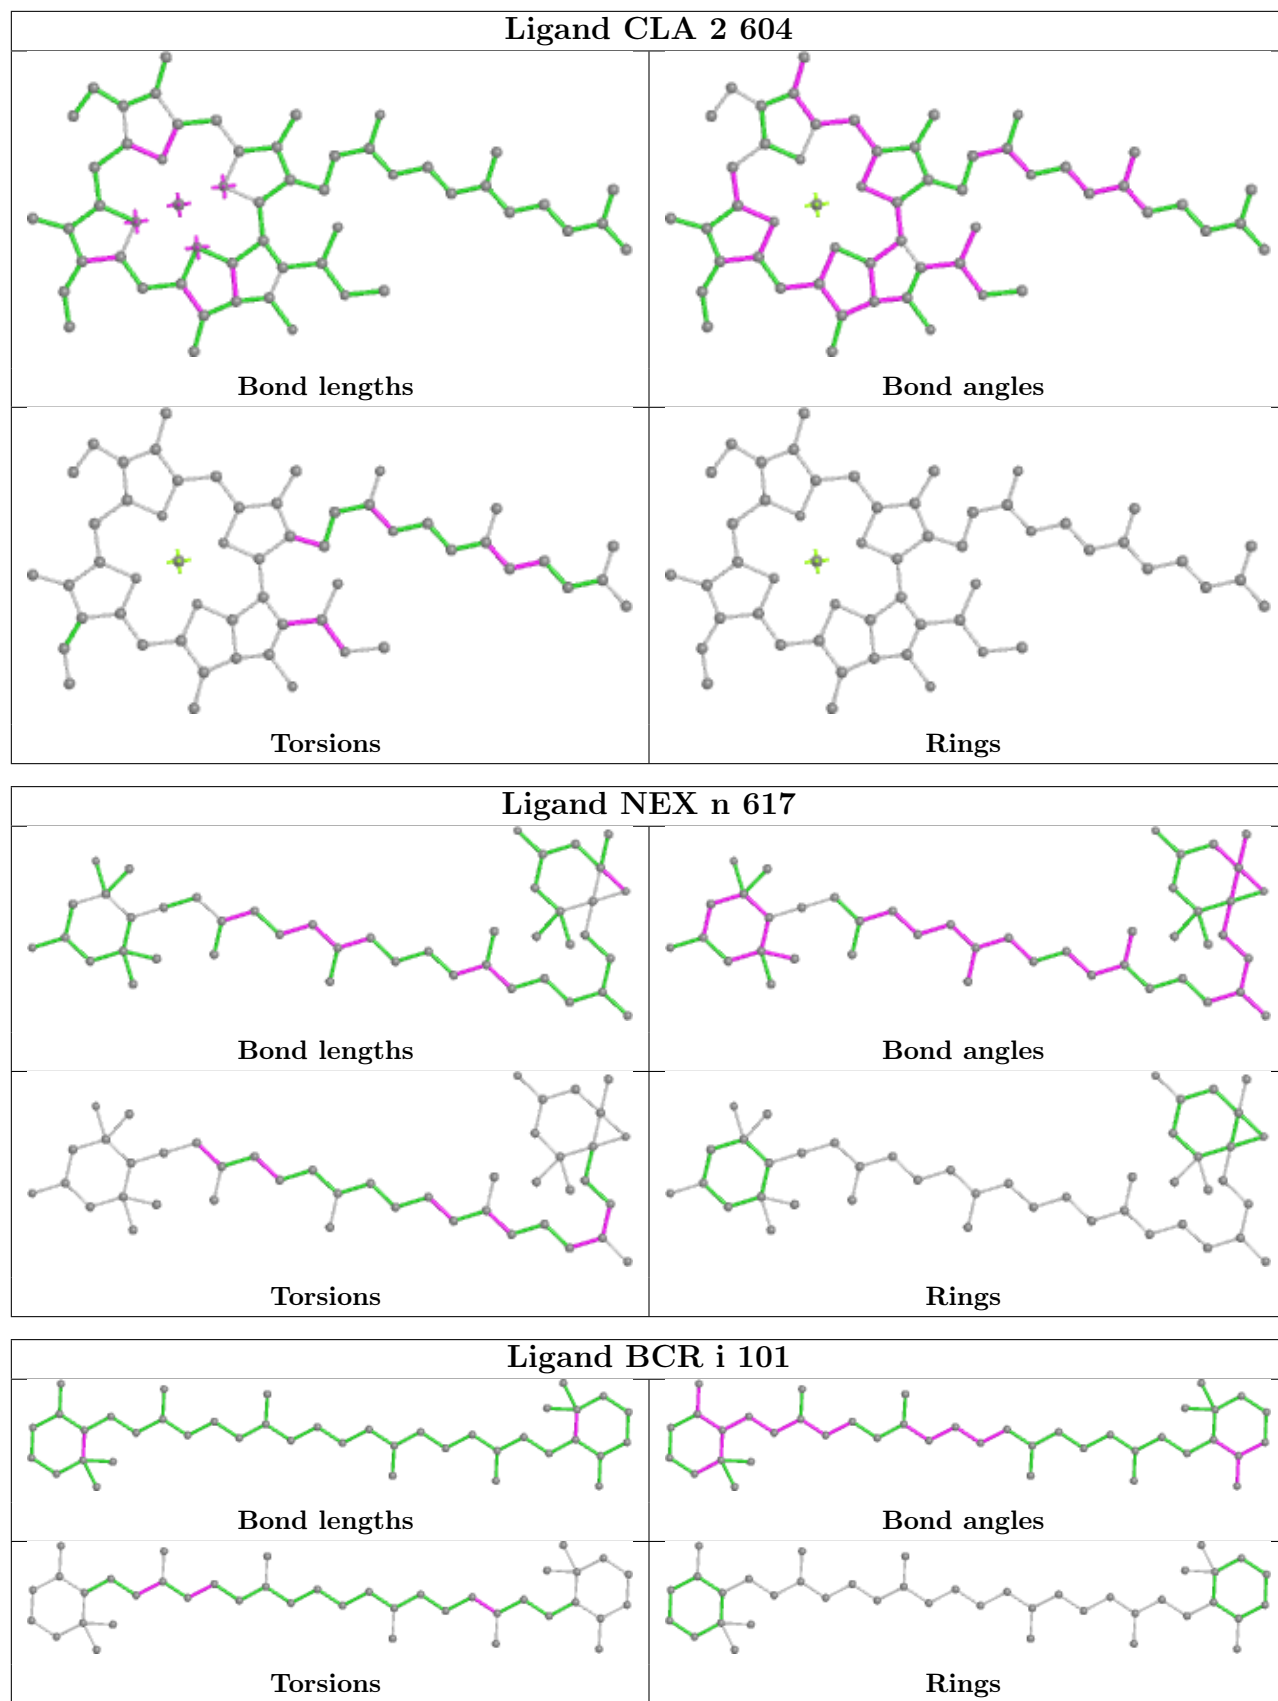 Ligand CLA 2 604
Bond lengths
Bond angles
Torsions
Rings
Ligand NEX n 617
Bond lengths
Bond angles
Torsions
Rings
Ligand BCR i 101
Bond lengths
Bond angles
Torsions
Rings